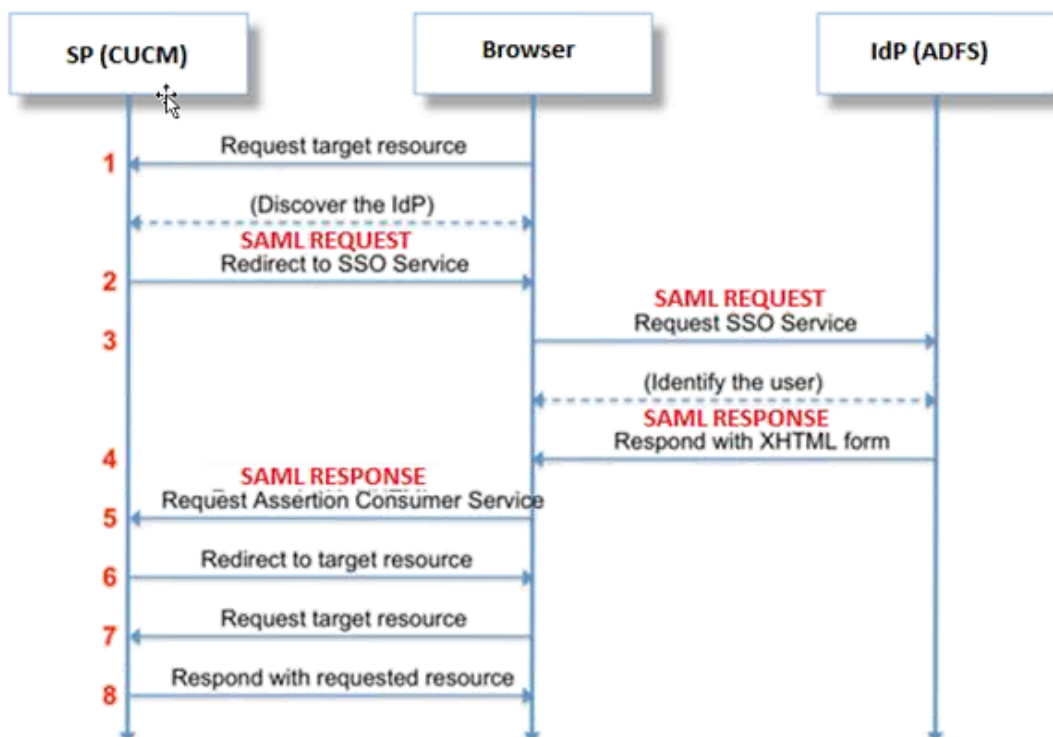 SP (CUCM)
Browser
IdP (ADFS)
1
Request target resource
(Discover the IdP)
SAML REQUEST
2
Redirect to SSO Service
SAML REQUEST
3
Request SSO Service
(Identify the user)
SAML RESPONSE
4
Respond with XHTML form
SAML RESPONSE
5
Request Assertion Consumer Service
6
Redirect to target resource
7
Request target resource
8
Respond with requested resource